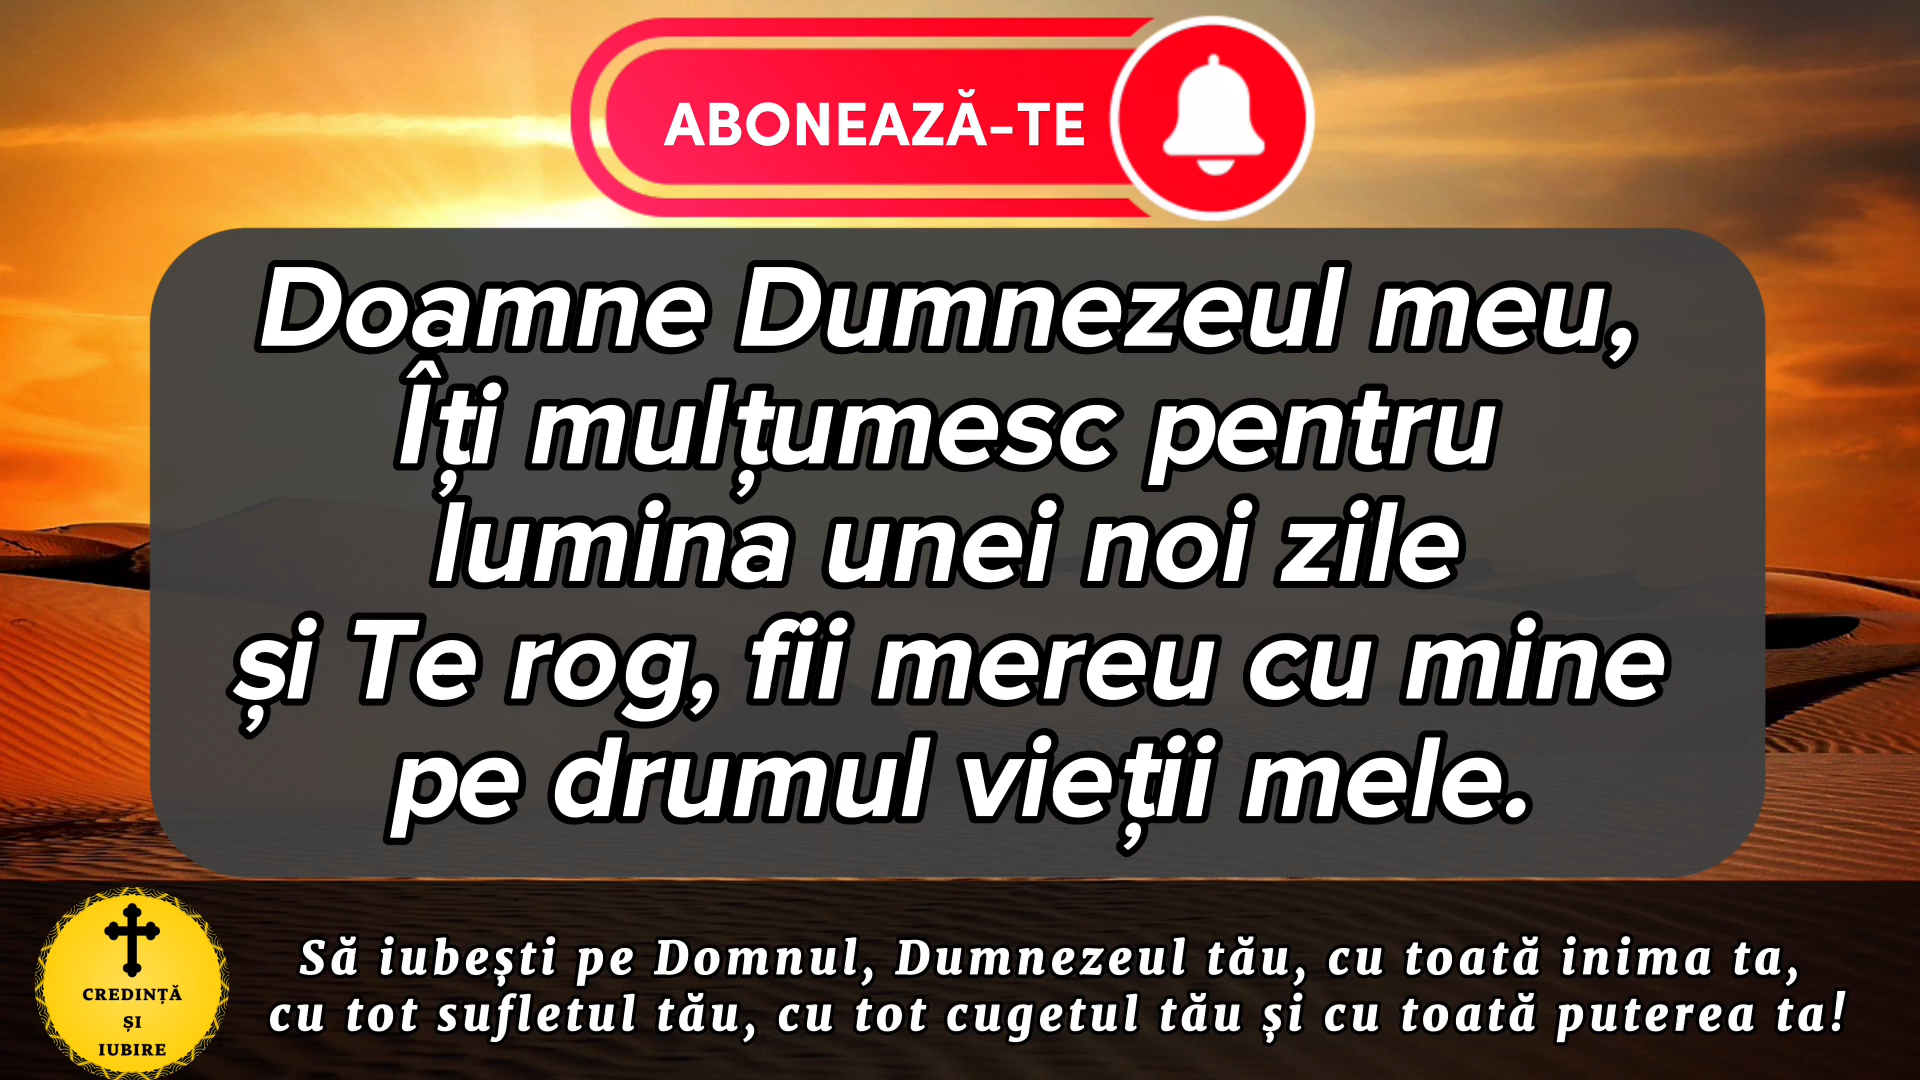 ABONEAZĂ-TE
Doamne Dumnezeul meu,
Îți mulțumesc pentru
lumina unei noi zile
și Te rog, fii mereu cu mine
pe drumul vieții mele.
CREDINȚĂ
ȘI
IUBIRE
Să iubești pe Domnul, Dumnezeul tău, cu toată inima ta,
cu tot sufletul tău, cu tot cugetul tău și cu toată puterea ta!